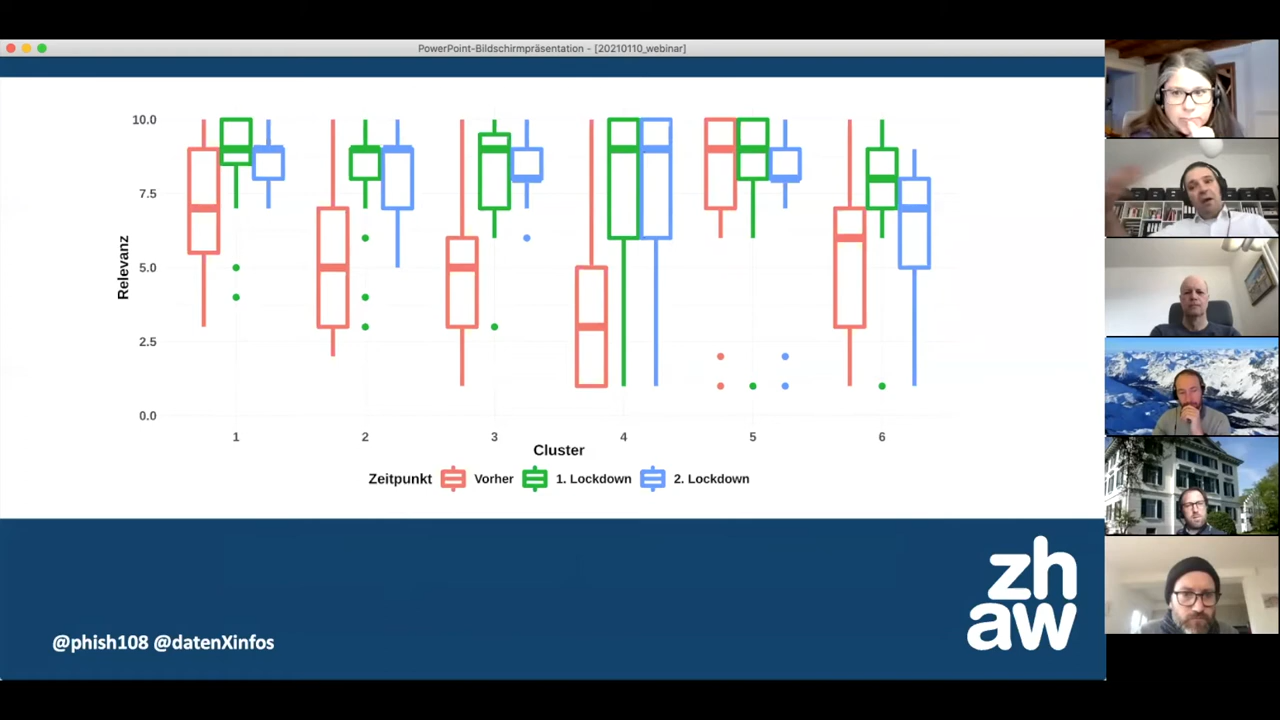 PowerPoint-Bildschirmpräsentation - [20210110_webinar]
10.0
7.5
5.0
2.5
0.0
Relevanz
1 2 3 4 5 6
Cluster
Zeitpunkt Vorher 1. Lockdown 2. Lockdown
@phish108 @datenXinfos
zh
aw